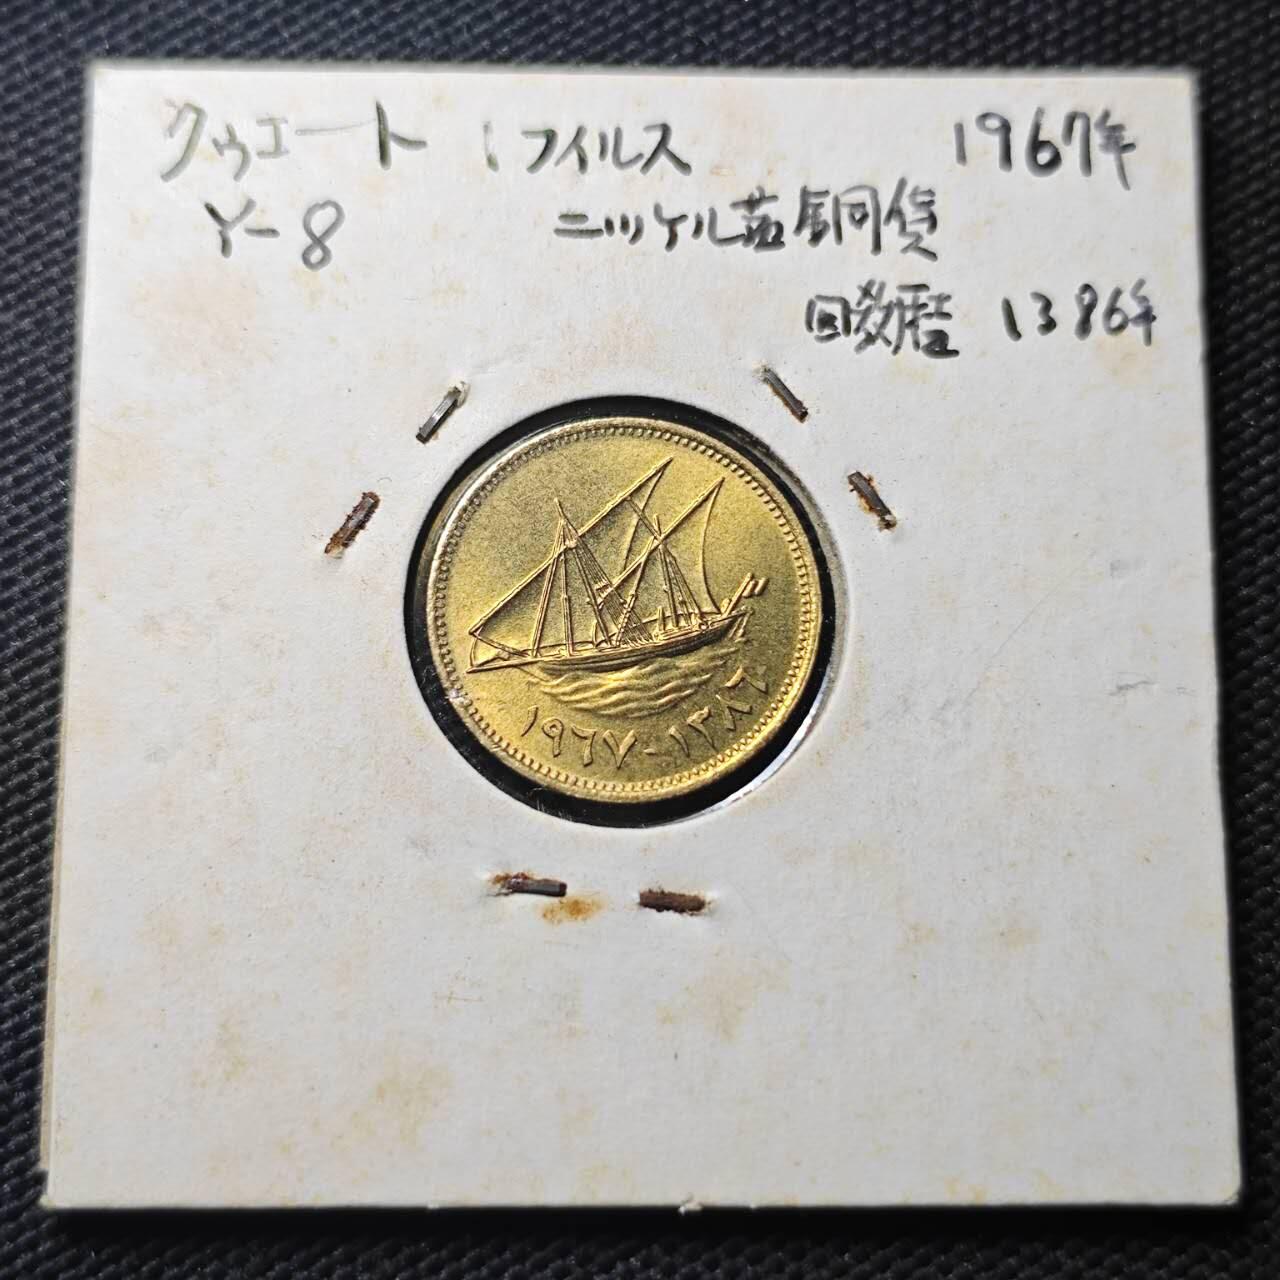 クウェート 1フイルス 1967年
Y-8 ニッケル黄銅貨
回教暦 1386年
١٩٦٧-١٣٨٦